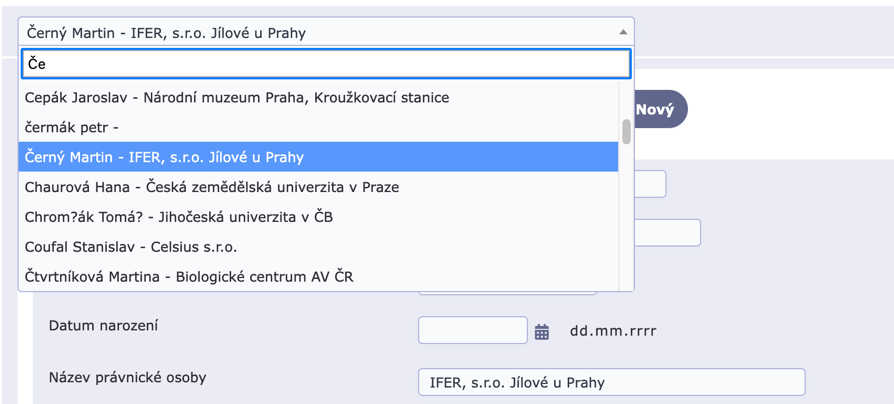 Černý Martin - IFER, s.r.o. Jílové u Prahy
Če
Cepák Jaroslav - Národní muzeum Praha, Kroužkovací stanice
čermák petr -
Černý Martin - IFER, s.r.o. Jílové u Prahy
Chaurová Hana - Česká zemědělská univerzita v Praze
Chrom?ák Tomá? - Jihočeská univerzita v ČB
Coufal Stanislav - Celsius s.r.o.
Čtvrtníková Martina - Biologické centrum AV ČR
Nový
Datum narození
dd.mm.rrrr
Název právnické osoby
IFER, s.r.o. Jílové u Prahy